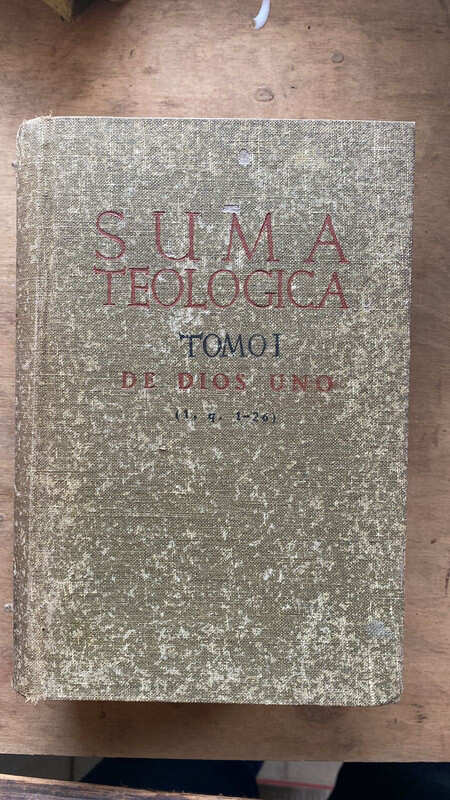 SUMA
TEOLOGICA
TOMO I
DE DIOS UNO
(1, q. 1-26)